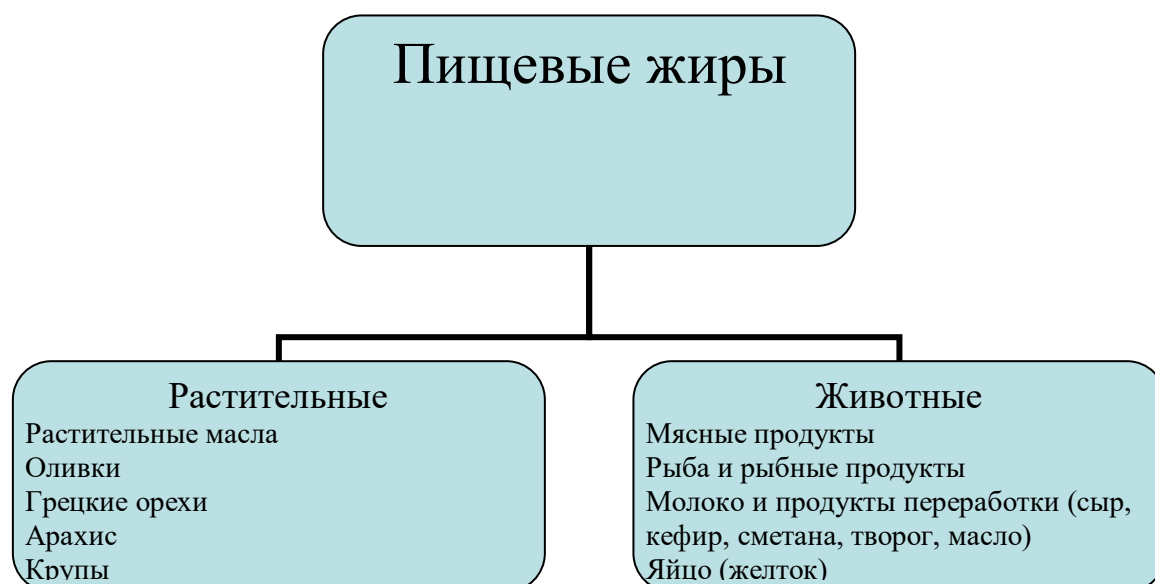 Пищевые жиры
Растительные
Растительные масла
Оливки
Грецкие орехи
Арахис
Крупы
Животные
Мясные продукты
Рыба и рыбные продукты
Молоко и продукты переработки (сыр,
кефир, сметана, творог, масло)
Яйцо (желток)